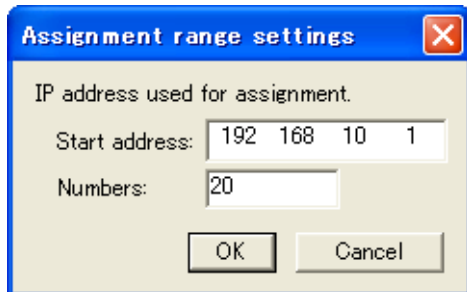 Assignment range settings
IP address used for assignment.
Start address: 192 168 10 1
Numbers: 20
OK Cancel